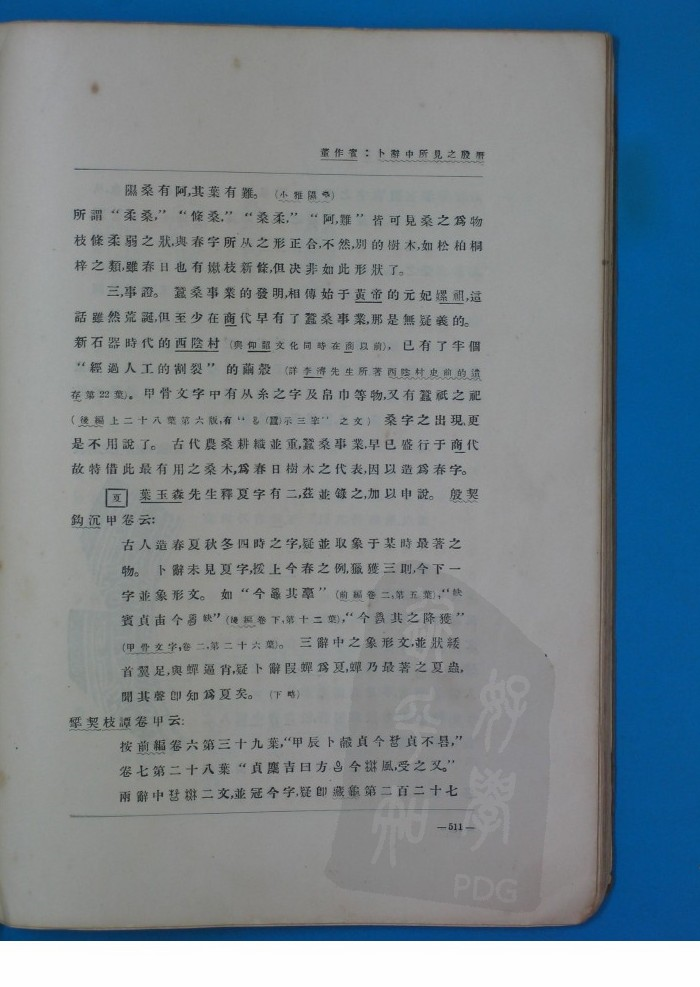 董作賓：卜辭中所見之殷曆
隰桑有阿,其葉有難。（小雅隰桑）
所謂“柔桑,”“條桑,”“桑柔,”“阿,難”皆可見桑之爲物
枝條柔弱之狀,與春字所从之形正合,不然,別的樹木,如松柏桐
梓之類,雖春日也有嫩枝新條,但決非如此形狀了。
三,事證。蠶桑事業的發明,相傳始于黃帝的元妃嫘祖,這
話雖然荒誕,但至少在商代早有了蠶桑事業,那是無疑義的。
新石器時代的西陰村（與仰韶文化同時在商以前），已有了半個
“經過人工的割裂”的繭殼（詳李濟先生所著西陰村史前的遺
存第22葉）。甲骨文字中有从糸之字及帛巾等物,又有蠶祇之祀
（後編上二十八葉第六版,有“（蠶）示三牢”之文）桑字之出現,更
是不用說了。古代農桑耕織並重,蠶桑事業,早已盛行于商代
故特借此最有用之桑木,爲春日樹木之代表,因以造爲春字。
夏 葉玉森先生釋夏字有二,茲並錄之,加以申說。殷契
鈎沉甲卷云:
古人造春夏秋冬四時之字,疑並取象于某時最著之
物。卜辭未見夏字,援上今春之例,獵獲三則,今下一
字並象形文。如“今其”（前編卷二,第五葉），“缺
賓貞由今缺”（後編卷下,第十二葉），“今其之降獲”
（甲骨文字,卷二,第二十六葉）。三辭中之象形文,並狀緌
首翼足,與蟬逼肖,疑卜辭叚蟬爲夏,蟬乃最著之夏蟲,
聞其聲卽知爲夏矣。（下略）
揅契枝譚卷甲云:
按前編卷六第三十九葉,“甲辰卜貞今貞不,”
卷七第二十八葉“貞吉曰方今風,受之又。”
兩辭中二文,並冠今字,疑卽藏龜第二百二十七
—511—
PDG